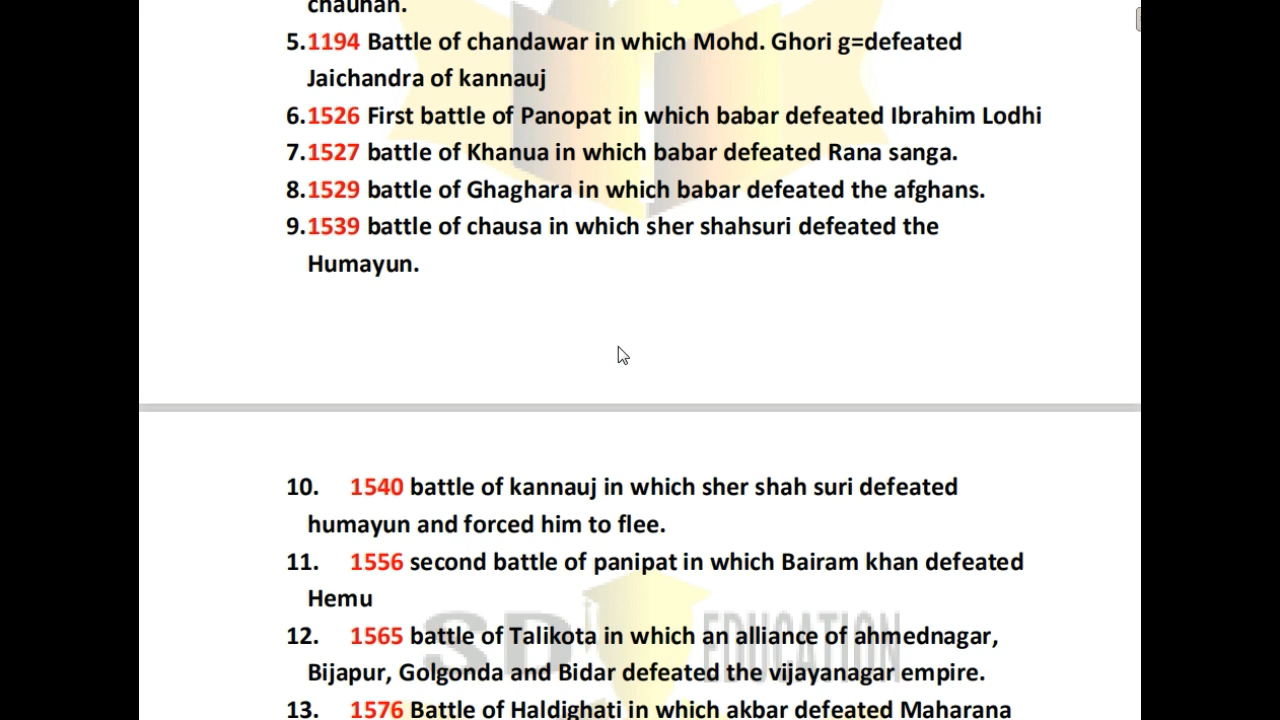 chauhan.
5.1194 Battle of chandawar in which Mohd. Ghori g=defeated
Jaichandra of kannauj
6.1526 First battle of Panopat in which babar defeated Ibrahim Lodhi
7.1527 battle of Khanua in which babar defeated Rana sanga.
8.1529 battle of Ghaghara in which babar defeated the afghans.
9.1539 battle of chausa in which sher shahsuri defeated the
Humayun.
10. 1540 battle of kannauj in which sher shah suri defeated
humayun and forced him to flee.
11. 1556 second battle of panipat in which Bairam khan defeated
Hemu
12. 1565 battle of Talikota in which an alliance of ahmednagar,
SD EDUCATION
Bijapur, Golgonda and Bidar defeated the vijayanagar empire.
13. 1576 Battle of Haldighati in which akbar defeated Maharana